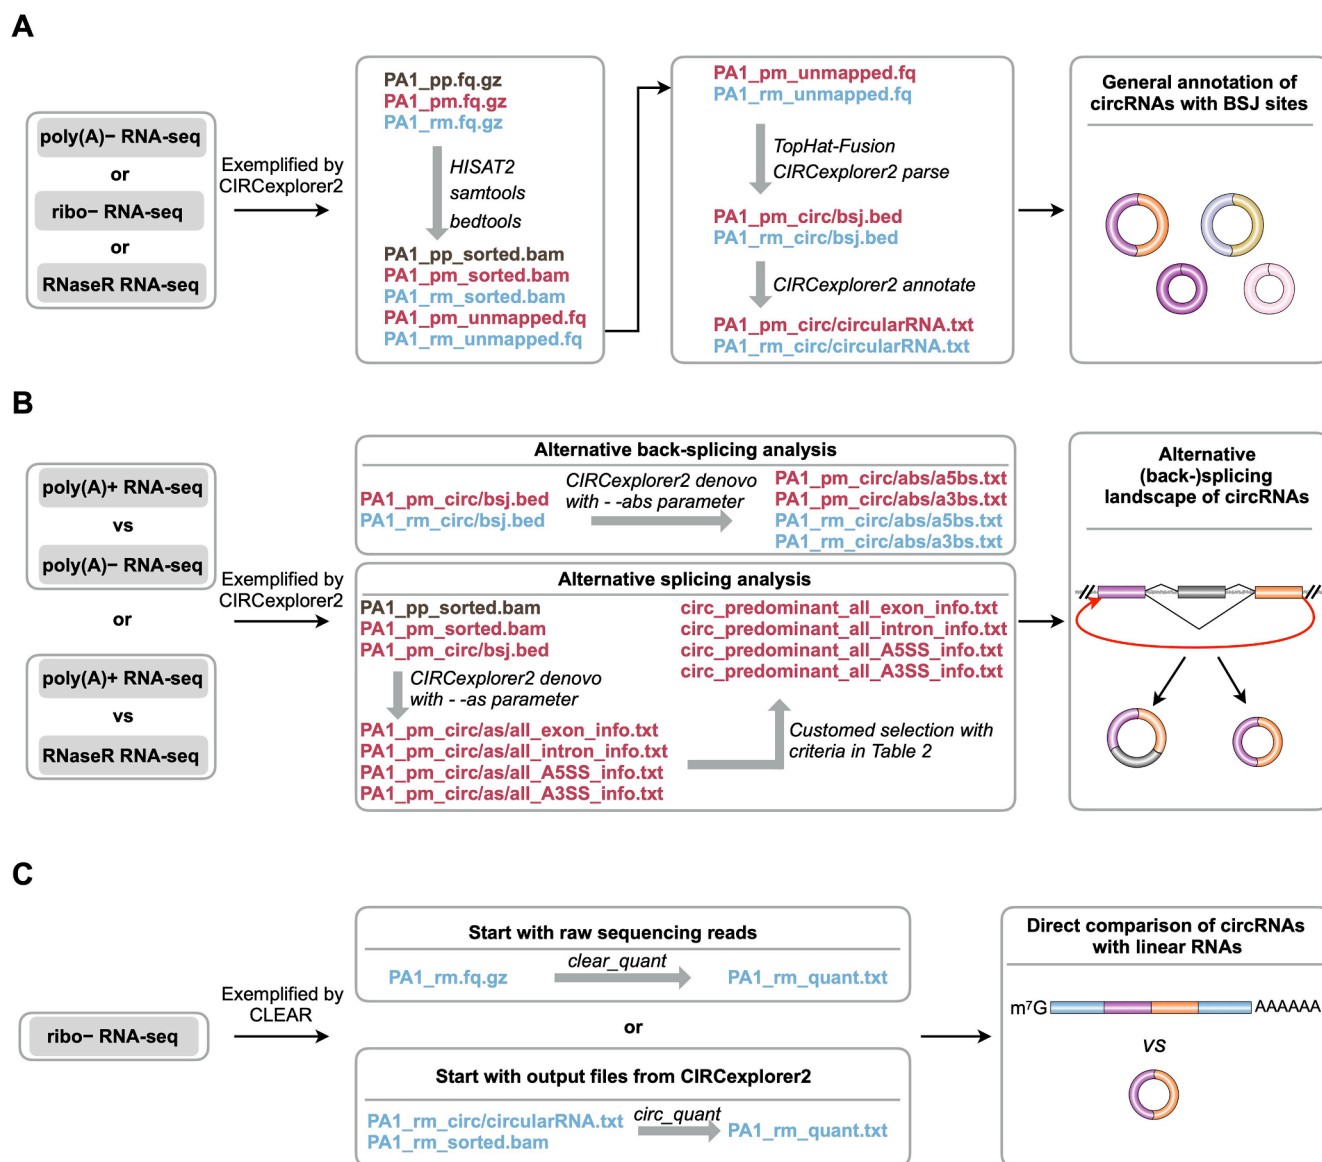 A
poly(A)− RNA-seq
or
ribo− RNA-seq
or
RNaseR RNA-seq
Exemplified by
CIRCexplorer2
PA1_pp.fq.gz
PA1_pm.fq.gz
PA1_rm.fq.gz
HISAT2
samtools
bedtools
PA1_pp_sorted.bam
PA1_pm_sorted.bam
PA1_rm_sorted.bam
PA1_pm_unmapped.fq
PA1_rm_unmapped.fq
PA1_pm_unmapped.fq
PA1_rm_unmapped.fq
TopHat-Fusion
CIRCexplorer2 parse
PA1_pm_circ/bsj.bed
PA1_rm_circ/bsj.bed
CIRCexplorer2 annotate
PA1_pm_circ/circularRNA.txt
PA1_rm_circ/circularRNA.txt
General annotation of
circRNAs with BSJ sites
B
poly(A)+ RNA-seq
vs
poly(A)− RNA-seq
or
poly(A)+ RNA-seq
vs
RNaseR RNA-seq
Exemplified by
CIRCexplorer2
Alternative back-splicing analysis
PA1_pm_circ/bsj.bed
PA1_rm_circ/bsj.bed
CIRCexplorer2 denovo
with - -abs parameter
PA1_pm_circ/abs/a5bs.txt
PA1_pm_circ/abs/a3bs.txt
PA1_rm_circ/abs/a5bs.txt
PA1_rm_circ/abs/a3bs.txt
Alternative splicing analysis
PA1_pp_sorted.bam
PA1_pm_sorted.bam
PA1_pm_circ/bsj.bed
CIRCexplorer2 denovo
with - -as parameter
PA1_pm_circ/as/all_exon_info.txt
PA1_pm_circ/as/all_intron_info.txt
PA1_pm_circ/as/all_A5SS_info.txt
PA1_pm_circ/as/all_A3SS_info.txt
circ_predominant_all_exon_info.txt
circ_predominant_all_intron_info.txt
circ_predominant_all_A5SS_info.txt
circ_predominant_all_A3SS_info.txt
Customed selection with
criteria in Table 2
Alternative
(back-)splicing
landscape of circRNAs
C
ribo− RNA-seq
Exemplified by
CLEAR
Start with raw sequencing reads
PA1_rm.fq.gz
clear_quant
PA1_rm_quant.txt
or
Start with output files from CIRCexplorer2
PA1_rm_circ/circularRNA.txt
PA1_rm_sorted.bam
circ_quant
PA1_rm_quant.txt
Direct comparison of circRNAs
with linear RNAs
m⁷G
AAAAAA
vs